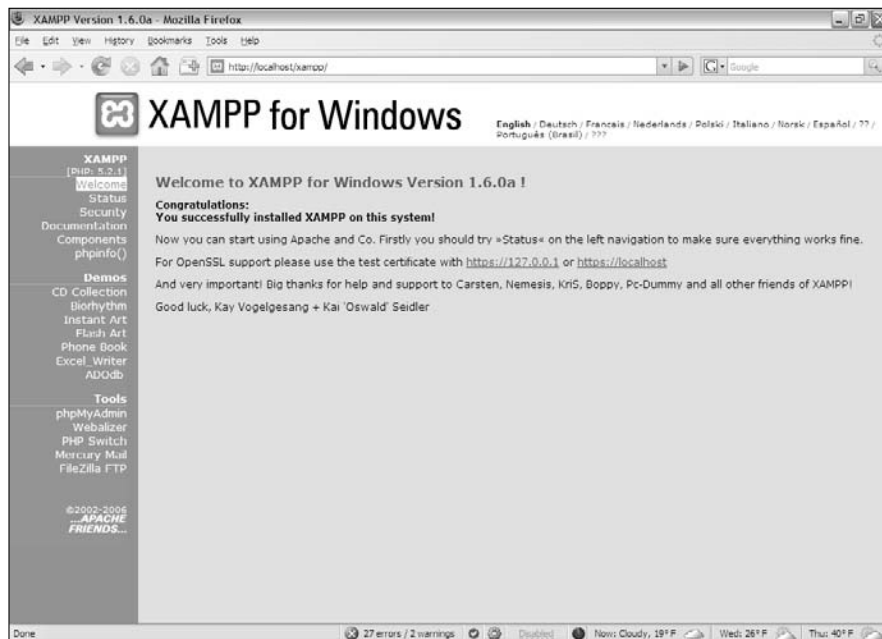 XAMPP Version 1.6.0a - Mozilla Firefox
File Edit View History Bookmarks Tools Help
http://localhost/xampp/
Google
XAMPP for Windows
English / Deutsch / Francais / Nederlands / Polski / Italiano / Norsk / Español / ?? /
Português (Brasil) / ???
XAMPP
[PHP: 5.2.1]
Welcome
Status
Security
Documentation
Components
phpinfo()
Demos
CD Collection
Biorhythm
Instant Art
Flash Art
Phone Book
Excel_Writer
ADOdb
Tools
phpMyAdmin
Webalizer
PHP Switch
Mercury Mail
FileZilla FTP
©2002-2006
...APACHE
FRIENDS...
Welcome to XAMPP for Windows Version 1.6.0a !
Congratulations:
You successfully installed XAMPP on this system!
Now you can start using Apache and Co. Firstly you should try »Status« on the left navigation to make sure everything works fine.
For OpenSSL support please use the test certificate with https://127.0.0.1 or https://localhost
And very important! Big thanks for help and support to Carsten, Nemesis, KriS, Boppy, Pc-Dummy and all other friends of XAMPP!
Good luck, Kay Vogelgesang + Kai 'Oswald' Seidler
Done
27 errors / 2 warnings
Disabled
Now: Cloudy, 19° F
Wed: 26° F
Thu: 40° F